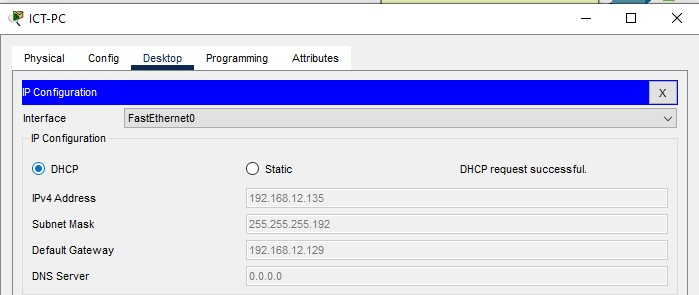 ICT-PC
Physical Config Desktop Programming Attributes
IP Configuration X
Interface FastEthernet0
IP Configuration
DHCP Static DHCP request successful.
IPv4 Address 192.168.12.135
Subnet Mask 255.255.255.192
Default Gateway 192.168.12.129
DNS Server 0.0.0.0